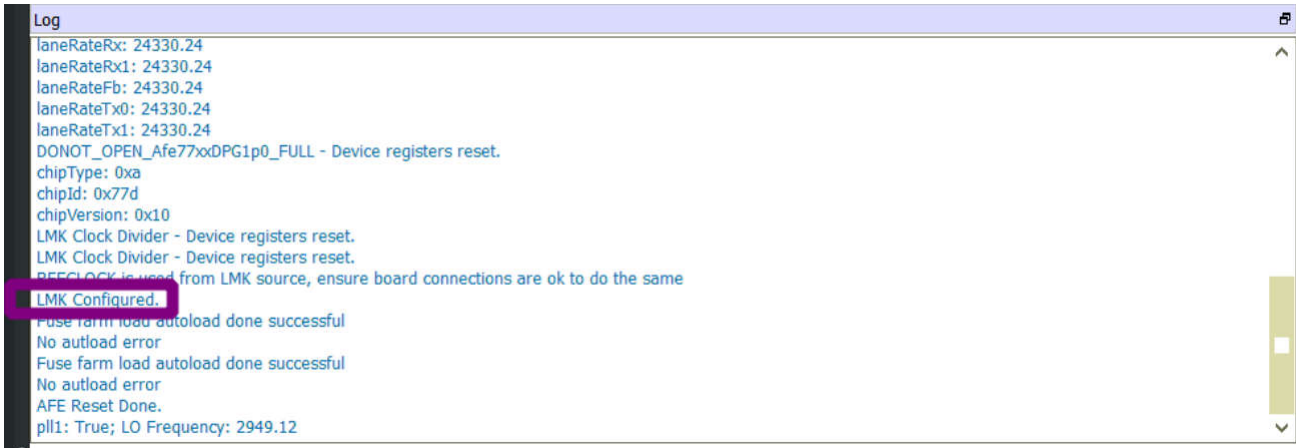 Log
laneRateRx: 24330.24
laneRateRx1: 24330.24
laneRateFb: 24330.24
laneRateTx0: 24330.24
laneRateTx1: 24330.24
DONOT_OPEN_Afe77xxDPG1p0_FULL - Device registers reset.
chipType: 0xa
chipId: 0x77d
chipVersion: 0x10
LMK Clock Divider - Device registers reset.
LMK Clock Divider - Device registers reset.
REFCLOCK is used from LMK source, ensure board connections are ok to do the same
LMK Configured.
Fuse farm load autoload done successful
No autload error
Fuse farm load autoload done successful
No autload error
AFE Reset Done.
pll1: True; LO Frequency: 2949.12